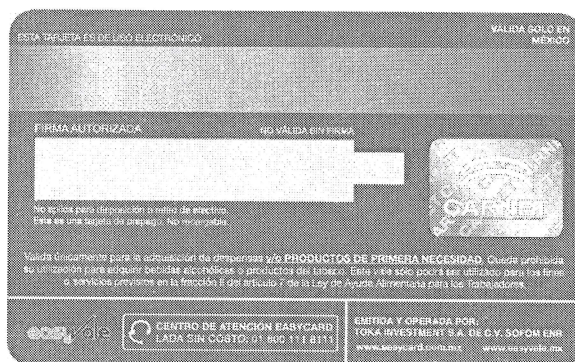 ESTA TARJETA ES DE USO ELECTRÓNICO
VÁLIDA SOLO EN
MÉXICO
FIRMA AUTORIZADA
NO VÁLIDA SIN FIRMA
CARNET
No aplica para disposición o retiro de efectivo.
Esta es una tarjeta de prepago. No recargable.
Válida únicamente para la adquisición de despensas y/o PRODUCTOS DE PRIMERA NECESIDAD. Queda prohibida
su utilización para adquirir bebidas alcohólicas o productos del tabaco. Este vale sólo podrá ser utilizado para los fines
o servicios previstos en la fracción II del artículo 7 de la Ley de Ayuda Alimentaria para los Trabajadores.
easy vale
CENTRO DE ATENCIÓN EASYCARD
LADA SIN COSTO: 01 800 111 8111
EMITIDA Y OPERADA POR:
TOKA INVESTMENT S.A. DE C.V. SOFOM ENR
www.easycard.com.mx www.easyvale.mx